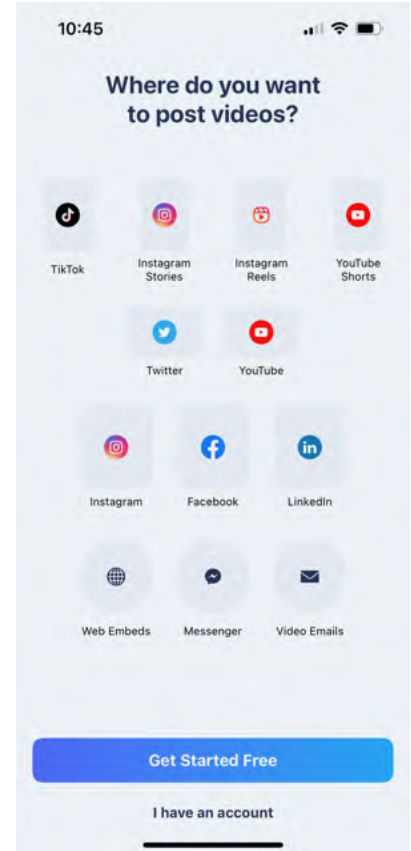 10:45
Where do you want
to post videos?
TikTok
Instagram
Stories
Instagram
Reels
YouTube
Shorts
Twitter
YouTube
in
Instagram
Facebook
LinkedIn
Web Embeds
Messenger
Video Emails
Get Started Free
I have an account